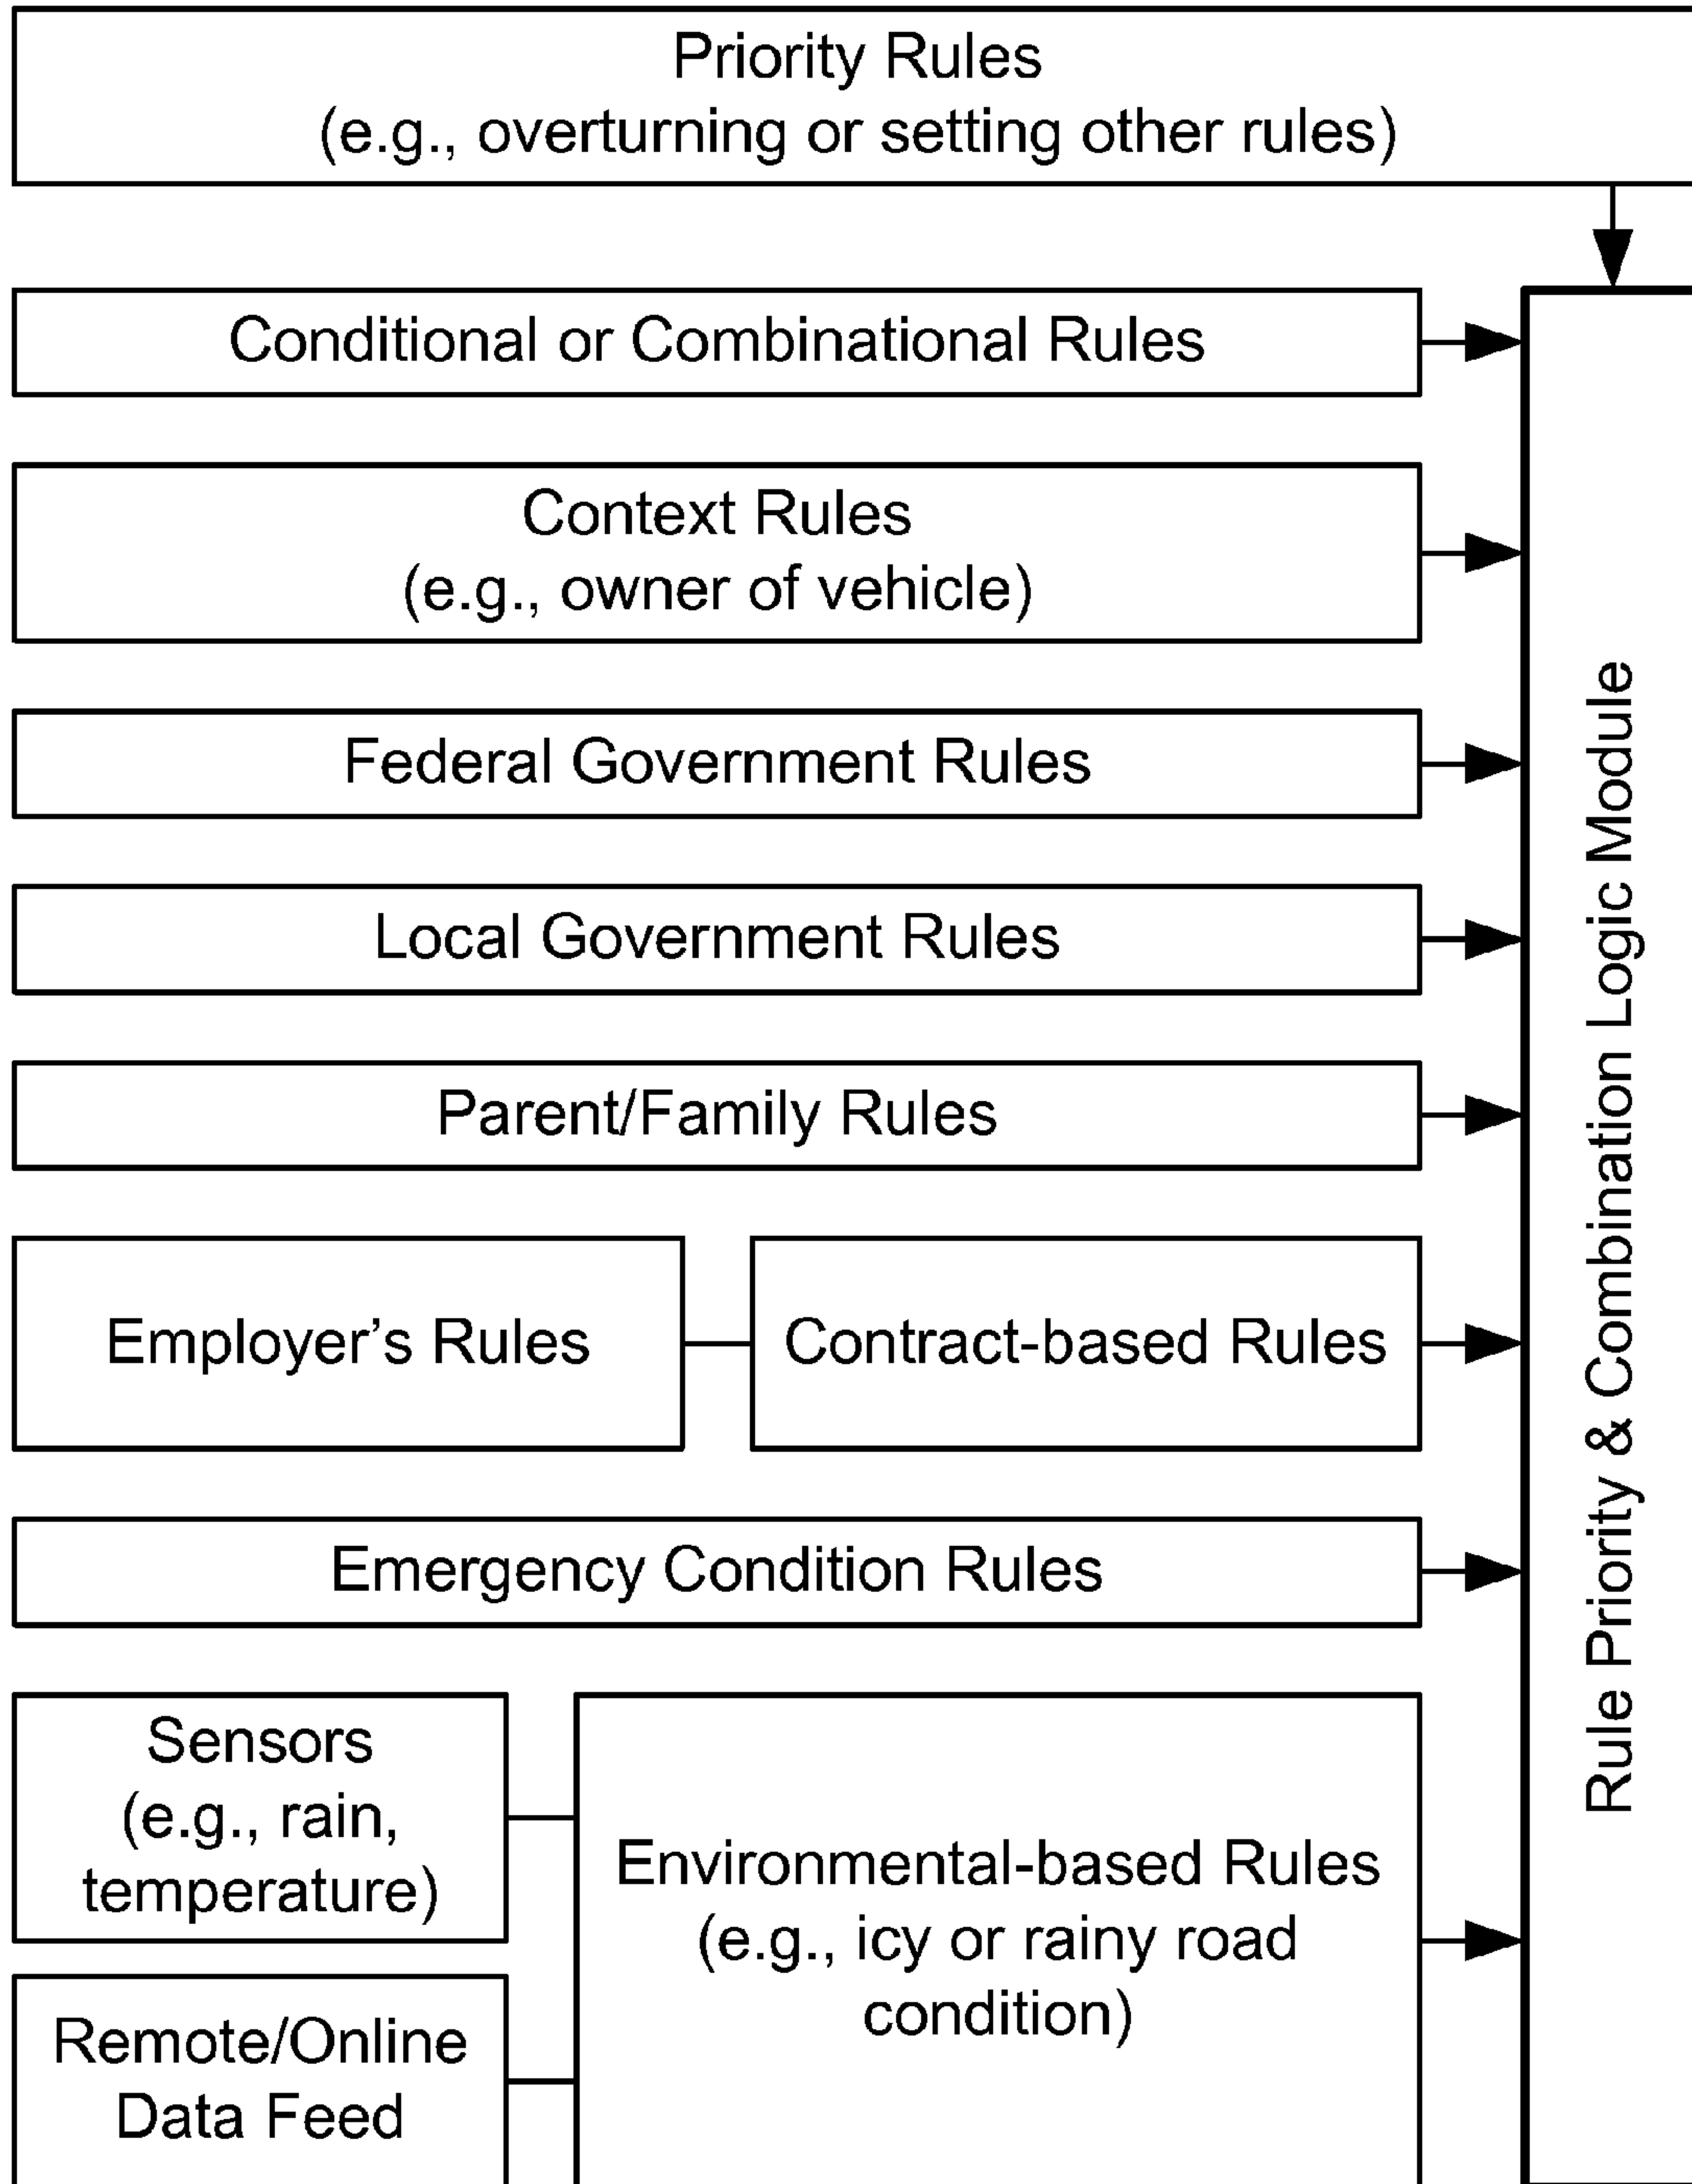 Priority Rules
(e.g., overturning or setting other rules)
Conditional or Combinational Rules
Context Rules
(e.g., owner of vehicle)
Federal Government Rules
Local Government Rules
Parent/Family Rules
Employer's Rules
Contract-based Rules
Emergency Condition Rules
Sensors
(e.g., rain,
temperature)
Remote/Online
Data Feed
Environmental-based Rules
(e.g., icy or rainy road
condition)
Rule Priority & Combination Logic Module